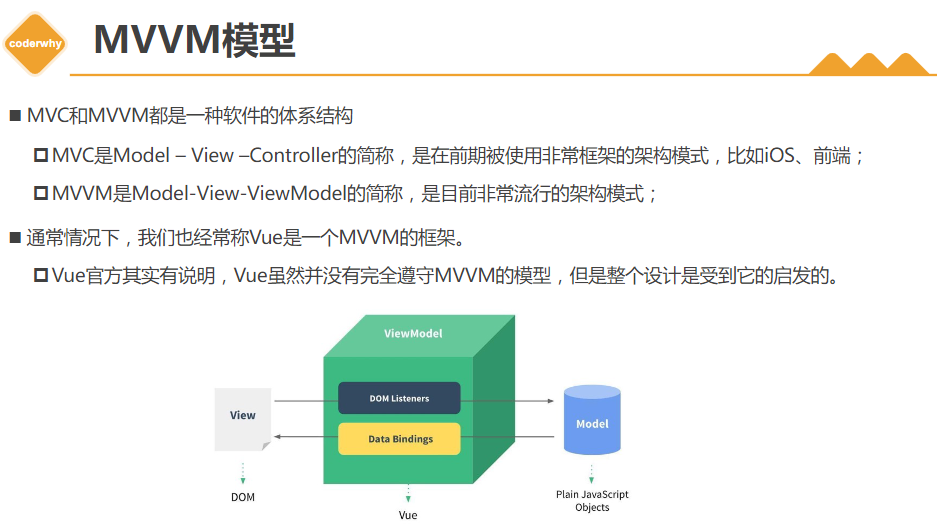 coderwhy
MVVM模型
MVC和MVVM都是一种软件的体系结构
MVC是Model – View –Controller的简称，是在前期被使用非常框架的架构模式，比如iOS、前端；
MVVM是Model-View-ViewModel的简称，是目前非常流行的架构模式；
通常情况下，我们也经常称Vue是一个MVVM的框架。
Vue官方其实有说明，Vue虽然并没有完全遵守MVVM的模型，但是整个设计是受到它的启发的。
ViewModel
DOM Listeners
View
Model
Data Bindings
DOM
Vue
Plain JavaScript
Objects